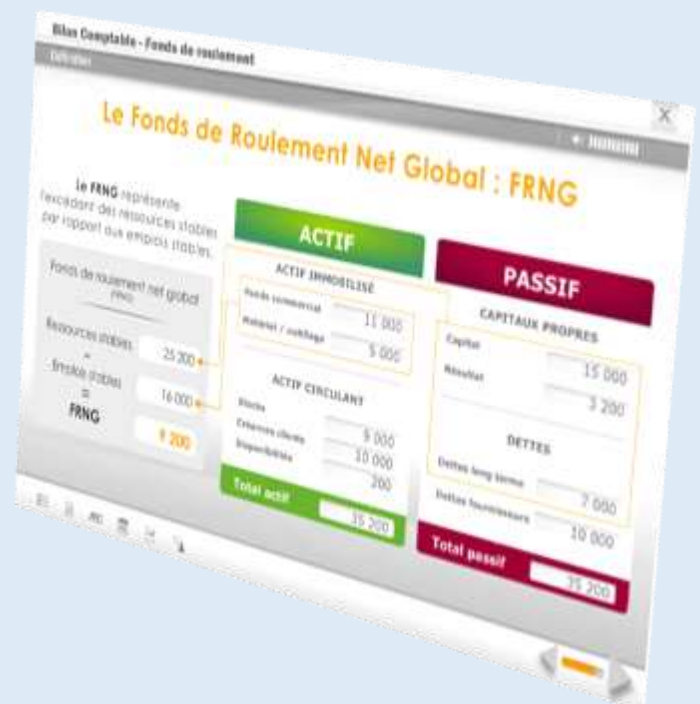 Bilan Comptable - Fonds de roulement
Définition
Le Fonds de Roulement Net Global : FRNG
Le FRNG représente
l'excédent des ressources stables
par rapport aux emplois stables.
Fonds de roulement net global
(FRNG)
Ressources stables 25 200
-
Emplois stables 16 000
=
FRNG 9 200
ACTIF
ACTIF IMMOBILISÉ
Fonds commercial 11 000
Matériel / outillage 5 000
ACTIF CIRCULANT
Stocks 9 000
Créances clients 10 000
Disponibilités 200
Total actif 35 200
PASSIF
CAPITAUX PROPRES
Capital 15 000
Résultat 3 200
DETTES
Dettes long terme 7 000
Dettes fournisseurs 10 000
Total passif 35 200